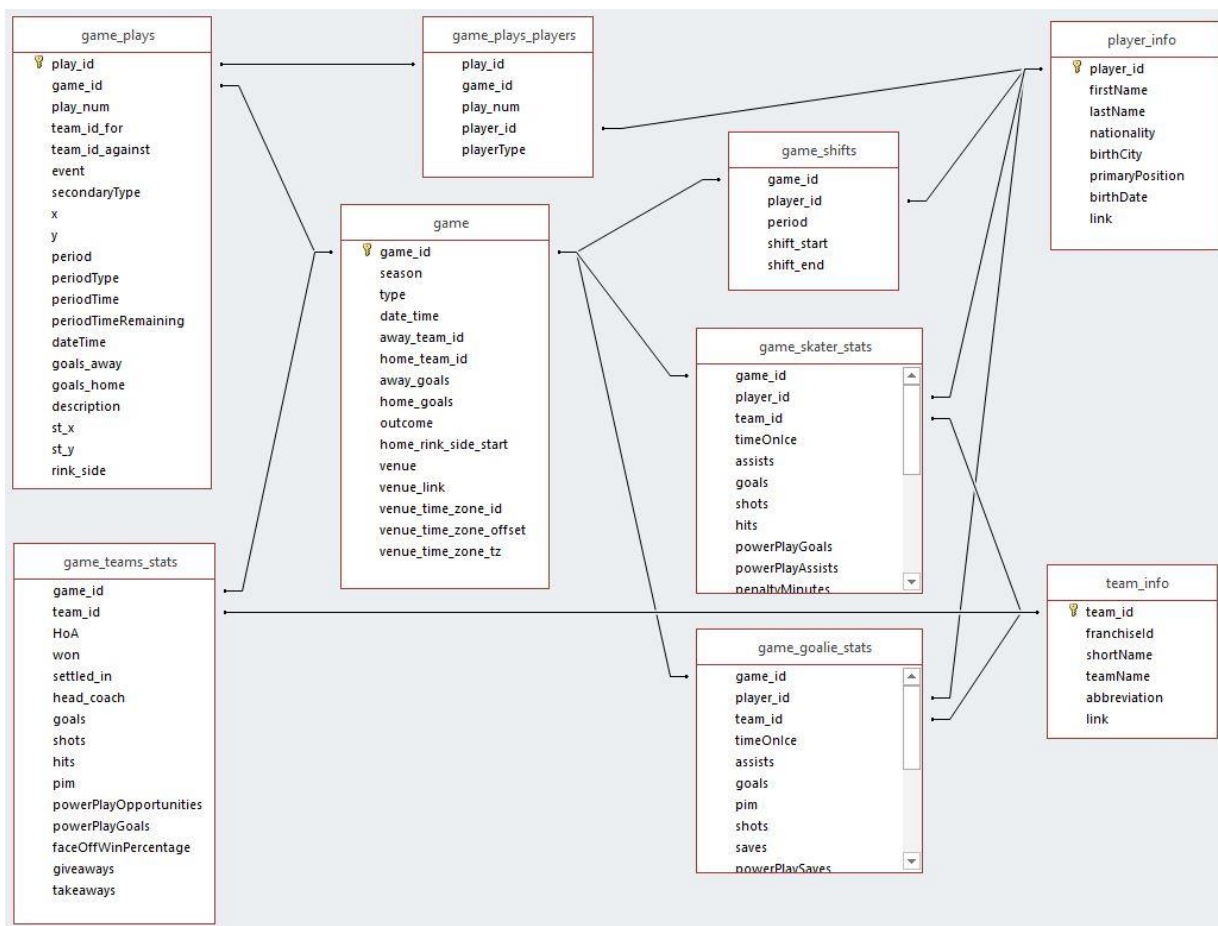 game_plays
play_id
game_id
play_num
team_id_for
team_id_against
event
secondaryType
x
y
period
periodType
periodTime
periodTimeRemaining
dateTime
goals_away
goals_home
description
st_x
st_y
rink_side
game_plays_players
play_id
game_id
play_num
player_id
playerType
player_info
player_id
firstName
lastName
nationality
birthCity
primaryPosition
birthDate
link
game_shifts
game_id
player_id
period
shift_start
shift_end
game
game_id
season
type
date_time
away_team_id
home_team_id
away_goals
home_goals
outcome
home_rink_side_start
venue
venue_link
venue_time_zone_id
venue_time_zone_offset
venue_time_zone_tz
game_skater_stats
game_id
player_id
team_id
timeOnIce
assists
goals
shots
hits
powerPlayGoals
powerPlayAssists
penaltyMinutes
game_teams_stats
game_id
team_id
HoA
won
settled_in
head_coach
goals
shots
hits
pim
powerPlayOpportunities
powerPlayGoals
faceOffWinPercentage
giveaways
takeaways
game_goalie_stats
game_id
player_id
team_id
timeOnIce
assists
goals
pim
shots
saves
powerPlaySaves
team_info
team_id
franchiseId
shortName
teamName
abbreviation
link